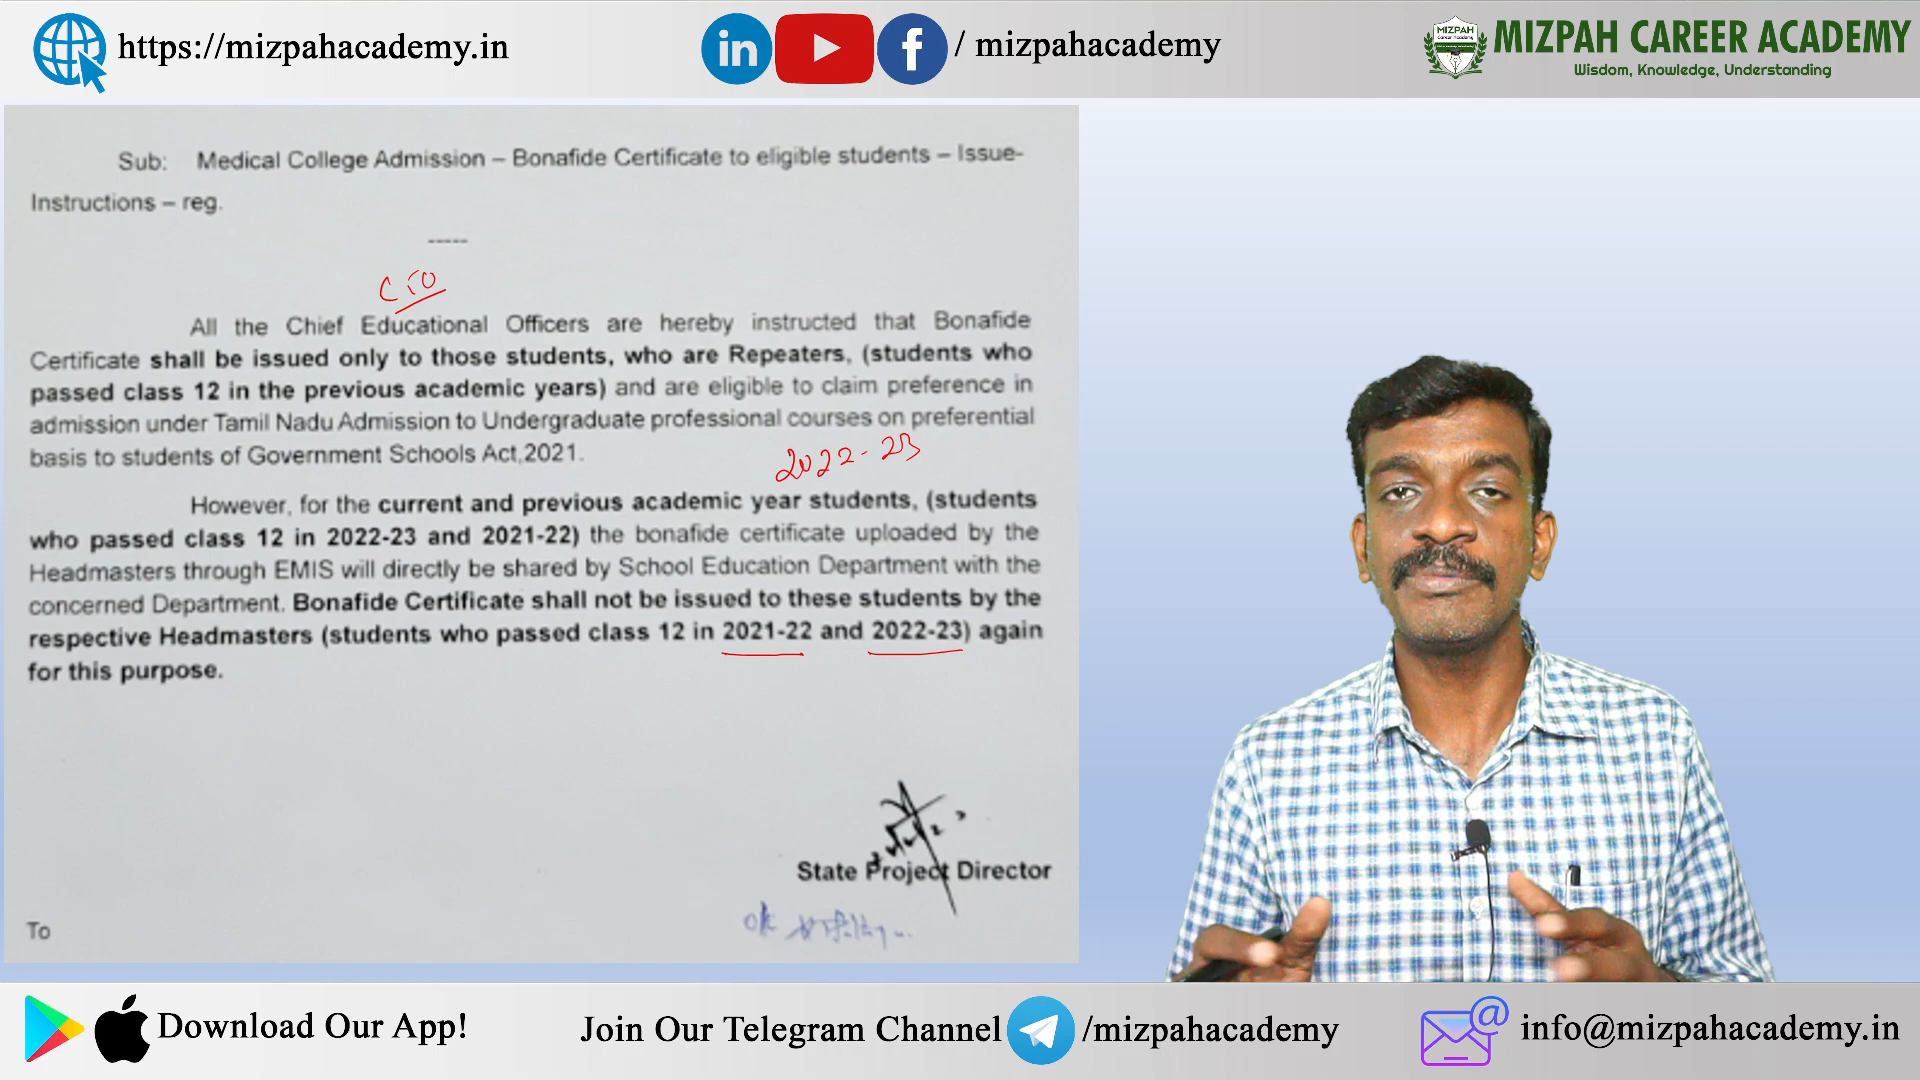 https://mizpahacademy.in
/ mizpahacademy
MIZPAH
Career Academy
MIZPAH CAREER ACADEMY
Wisdom, Knowledge, Understanding
Sub: Medical College Admission – Bonafide Certificate to eligible students – Issue-
Instructions – reg.
-----
CEO
All the Chief Educational Officers are hereby instructed that Bonafide
Certificate shall be issued only to those students, who are Repeaters, (students who
passed class 12 in the previous academic years) and are eligible to claim preference in
admission under Tamil Nadu Admission to Undergraduate professional courses on preferential
basis to students of Government Schools Act,2021.
2022-23
However, for the current and previous academic year students, (students
who passed class 12 in 2022-23 and 2021-22) the bonafide certificate uploaded by the
Headmasters through EMIS will directly be shared by School Education Department with the
concerned Department. Bonafide Certificate shall not be issued to these students by the
respective Headmasters (students who passed class 12 in 2021-22 and 2022-23) again
for this purpose.
State Project Director
To
Download Our App!
Join Our Telegram Channel /mizpahacademy
info@mizpahacademy.in